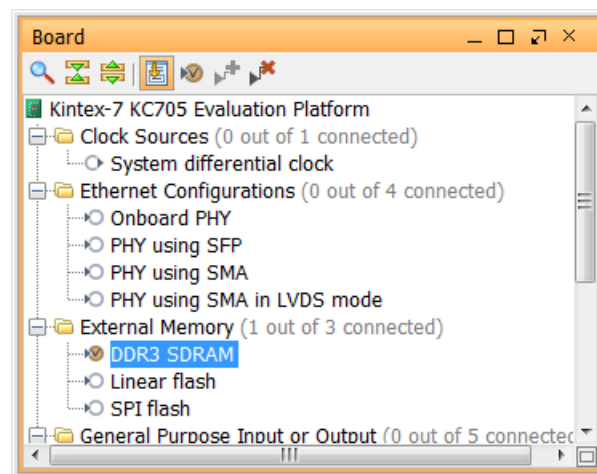 Board
Kintex-7 KC705 Evaluation Platform
Clock Sources (0 out of 1 connected)
System differential clock
Ethernet Configurations (0 out of 4 connected)
Onboard PHY
PHY using SFP
PHY using SMA
PHY using SMA in LVDS mode
External Memory (1 out of 3 connected)
DDR3 SDRAM
Linear flash
SPI flash
General Purpose Input or Output (0 out of 5 connected